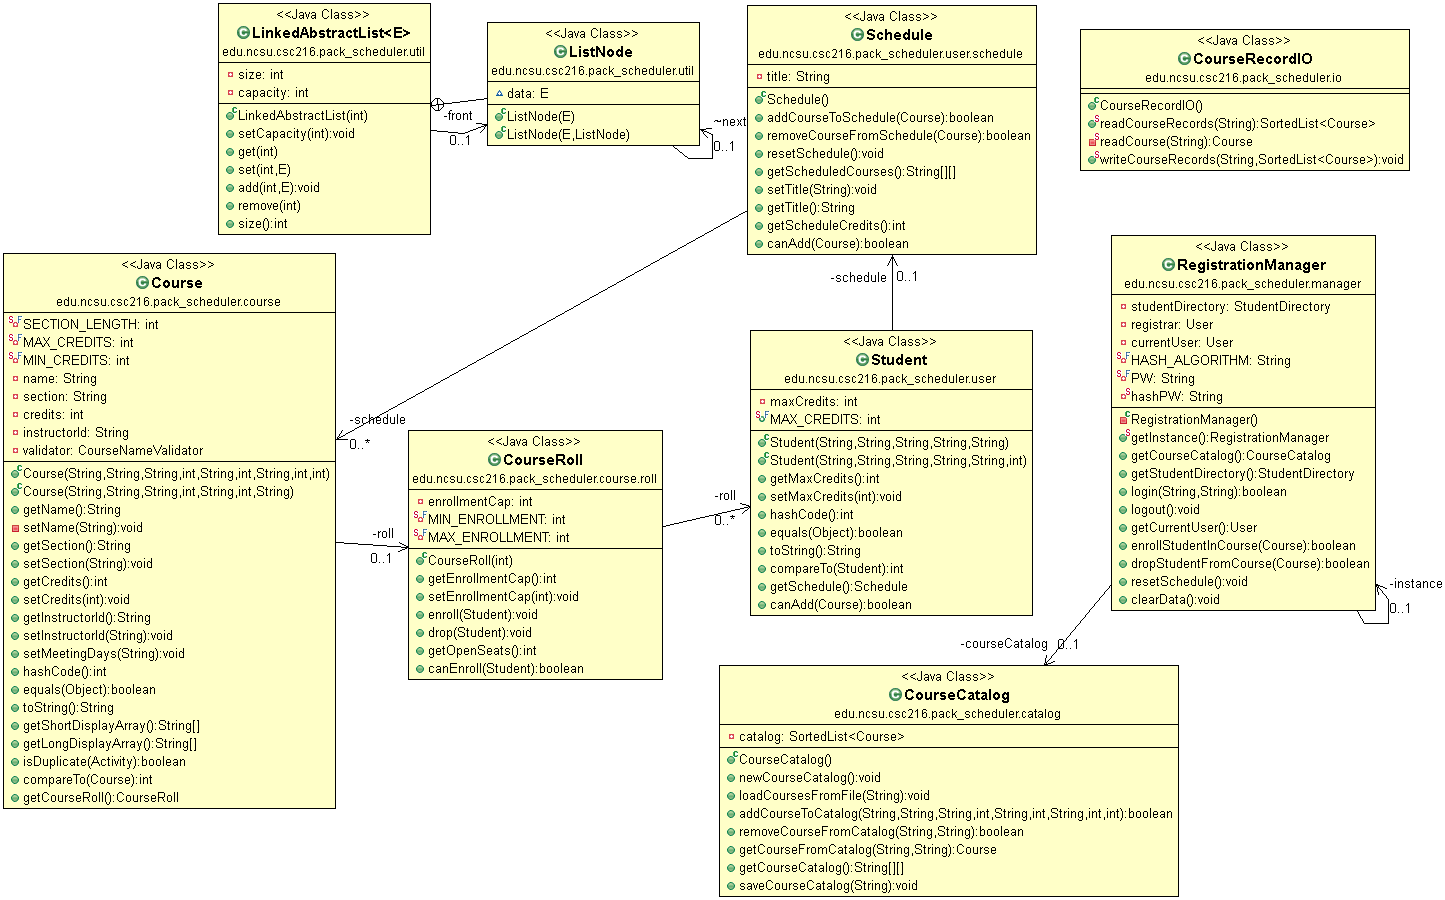 <<Java Class>>
LinkedAbstractList<E>
edu.ncsu.csc216.pack_scheduler.util
size: int
capacity: int
LinkedAbstractList(int)
setCapacity(int):void
get(int)
set(int,E)
add(int,E):void
remove(int)
size():int
-front
0..1
<<Java Class>>
ListNode
edu.ncsu.csc216.pack_scheduler.util
data: E
ListNode(E)
ListNode(E,ListNode)
~next
0..1
<<Java Class>>
Schedule
edu.ncsu.csc216.pack_scheduler.user.schedule
title: String
Schedule()
addCourseToSchedule(Course):boolean
removeCourseFromSchedule(Course):boolean
resetSchedule():void
getScheduledCourses():String[][]
setTitle(String):void
getTitle():String
getScheduleCredits():int
canAdd(Course):boolean
<<Java Class>>
CourseRecordIO
edu.ncsu.csc216.pack_scheduler.io
CourseRecordIO()
readCourseRecords(String):SortedList<Course>
readCourse(String):Course
writeCourseRecords(String,SortedList<Course>):void
<<Java Class>>
Course
edu.ncsu.csc216.pack_scheduler.course
SECTION_LENGTH: int
MAX_CREDITS: int
MIN_CREDITS: int
name: String
section: String
credits: int
instructorId: String
validator: CourseNameValidator
Course(String,String,String,int,String,int,String,int,int)
Course(String,String,String,int,String,int,String)
getName():String
setName(String):void
getSection():String
setSection(String):void
getCredits():int
setCredits(int):void
getInstructorId():String
setInstructorId(String):void
setMeetingDays(String):void
hashCode():int
equals(Object):boolean
toString():String
getShortDisplayArray():String[]
getLongDisplayArray():String[]
isDuplicate(Activity):boolean
compareTo(Course):int
getCourseRoll():CourseRoll
-schedule
0..*
-roll
0..1
<<Java Class>>
CourseRoll
edu.ncsu.csc216.pack_scheduler.course.roll
enrollmentCap: int
MIN_ENROLLMENT: int
MAX_ENROLLMENT: int
CourseRoll(int)
getEnrollmentCap():int
setEnrollmentCap(int):void
enroll(Student):void
drop(Student):void
getOpenSeats():int
canEnroll(Student):boolean
-roll
0..*
-schedule
0..1
<<Java Class>>
Student
edu.ncsu.csc216.pack_scheduler.user
maxCredits: int
MAX_CREDITS: int
Student(String,String,String,String,String)
Student(String,String,String,String,String,int)
getMaxCredits():int
setMaxCredits(int):void
hashCode():int
equals(Object):boolean
toString():String
compareTo(Student):int
getSchedule():Schedule
canAdd(Course):boolean
<<Java Class>>
RegistrationManager
edu.ncsu.csc216.pack_scheduler.manager
studentDirectory: StudentDirectory
registrar: User
currentUser: User
HASH_ALGORITHM: String
PW: String
hashPW: String
RegistrationManager()
getInstance():RegistrationManager
getCourseCatalog():CourseCatalog
getStudentDirectory():StudentDirectory
login(String,String):boolean
logout():void
getCurrentUser():User
enrollStudentInCourse(Course):boolean
dropStudentFromCourse(Course):boolean
resetSchedule():void
clearData():void
-instance
0..1
-courseCatalog
0..1
<<Java Class>>
CourseCatalog
edu.ncsu.csc216.pack_scheduler.catalog
catalog: SortedList<Course>
CourseCatalog()
newCourseCatalog():void
loadCoursesFromFile(String):void
addCourseToCatalog(String,String,String,int,String,int,String,int,int):boolean
removeCourseFromCatalog(String,String):boolean
getCourseFromCatalog(String,String):Course
getCourseCatalog():String[][]
saveCourseCatalog(String):void